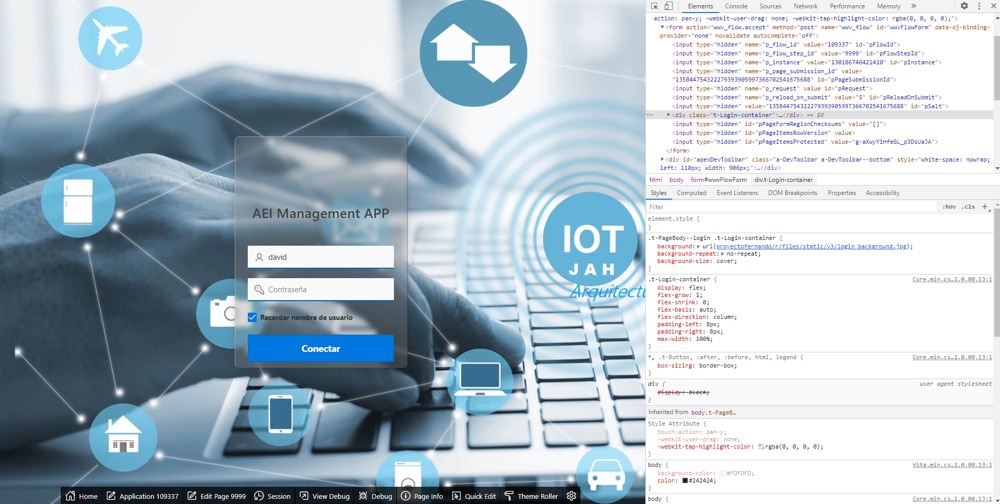 IOT
JAH
Arquitectu
AEI Management APP
david
Contraseña
Recordar nombre de usuario
Conectar
Home
Application 109337
Edit Page 9999
Session
View Debug
Debug
Page Info
Quick Edit
Theme Roller
Elements Console Sources Network Performance Memory »
action: pan-y; -webkit-user-drag: none; -webkit-tap-highlight-color: rgba(0, 0, 0, 0);">
▼<form action="wwv_flow.accept" method="post" name="wwv_flow" id="wwvFlowForm" data-oj-binding-
provider="none" novalidate autocomplete="off">
<input type="hidden" name="p_flow_id" value="109337" id="pFlowId">
<input type="hidden" name="p_flow_step_id" value="9999" id="pFlowStepId">
<input type="hidden" name="p_instance" value="130186746421410" id="pInstance">
<input type="hidden" name="p_page_submission_id" value=
"135844754322279393905997366702541675688" id="pPageSubmissionId">
<input type="hidden" name="p_request" value id="pRequest">
<input type="hidden" name="p_reload_on_submit" value="S" id="pReloadOnSubmit">
<input type="hidden" value="135844754322279393905997366702541675688" id="pSalt">
… ▶<div class="t-Login-container">…</div> == $0
<input type="hidden" id="pPageFormRegionChecksums" value="[]">
<input type="hidden" id="pPageItemsRowVersion" value>
<input type="hidden" id="pPageItemsProtected" value="g-aXwyY1HfeGL_p3DsUaJA">
</form>
▶<div id="apexDevToolbar" class="a-DevToolbar a-DevToolbar--bottom" style="white-space: nowrap;
left: 110px; width: 906px;">…</div>
html body form#wwvFlowForm div.t-Login-container
Styles Computed Event Listeners DOM Breakpoints Properties Accessibility
Filter :hov .cls +
element.style {
}
.t-PageBody--login .t-Login-container {
background:▶ url(proyectofernando/r/files/static/v3/login_background.jpg);
background-repeat:▶ no-repeat;
background-size: cover;
}
.t-Login-container { Core.min.cs…1.0.00.13:1
display: flex;
flex-grow: 1;
flex-shrink: 0;
flex-basis: auto;
flex-direction: column;
padding-left: 8px;
padding-right: 8px;
max-width: 100%;
}
*, .t-Button, :after, :before, html, legend { Core.min.cs…1.0.00.13:1
box-sizing: border-box;
}
div { user agent stylesheet
display: block;
}
Inherited from body.t-PageB…
Style Attribute {
touch-action: pan-y;
-webkit-user-drag: none;
-webkit-tap-highlight-color: rgba(0, 0, 0, 0);
}
body { Vita.min.cs…1.0.00.13:1
background-color: #FDFDFD;
color: #242424;
}
body { Core.min.cs…1.0.00.13:1